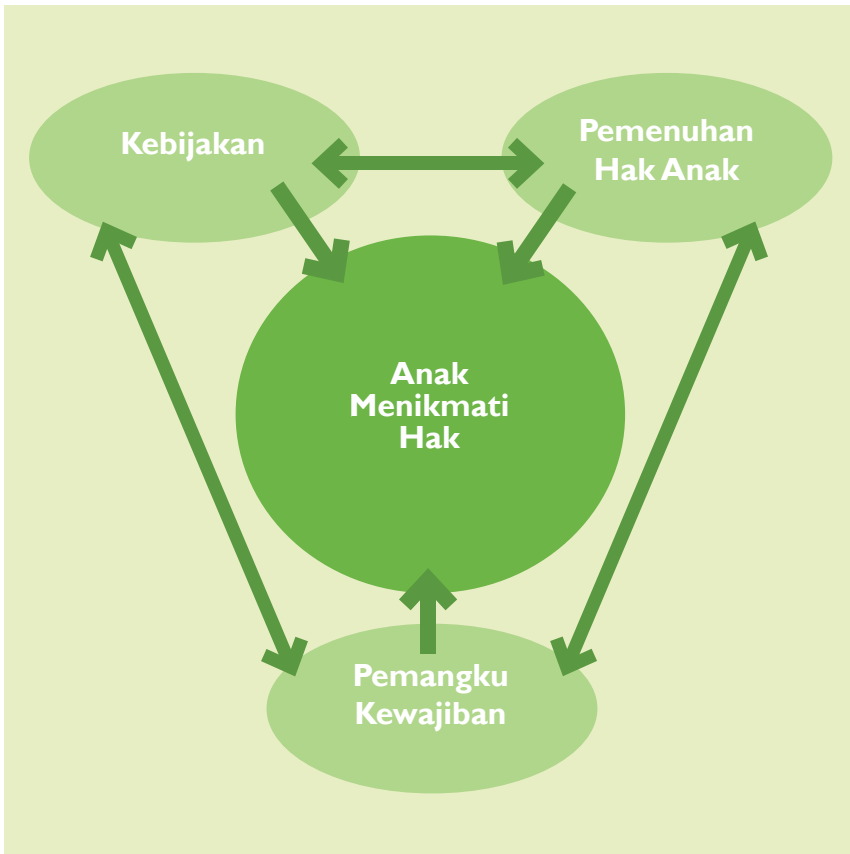 Kebijakan
Pemenuhan
Hak Anak
Anak
Menikmati
Hak
Pemangku
Kewajiban